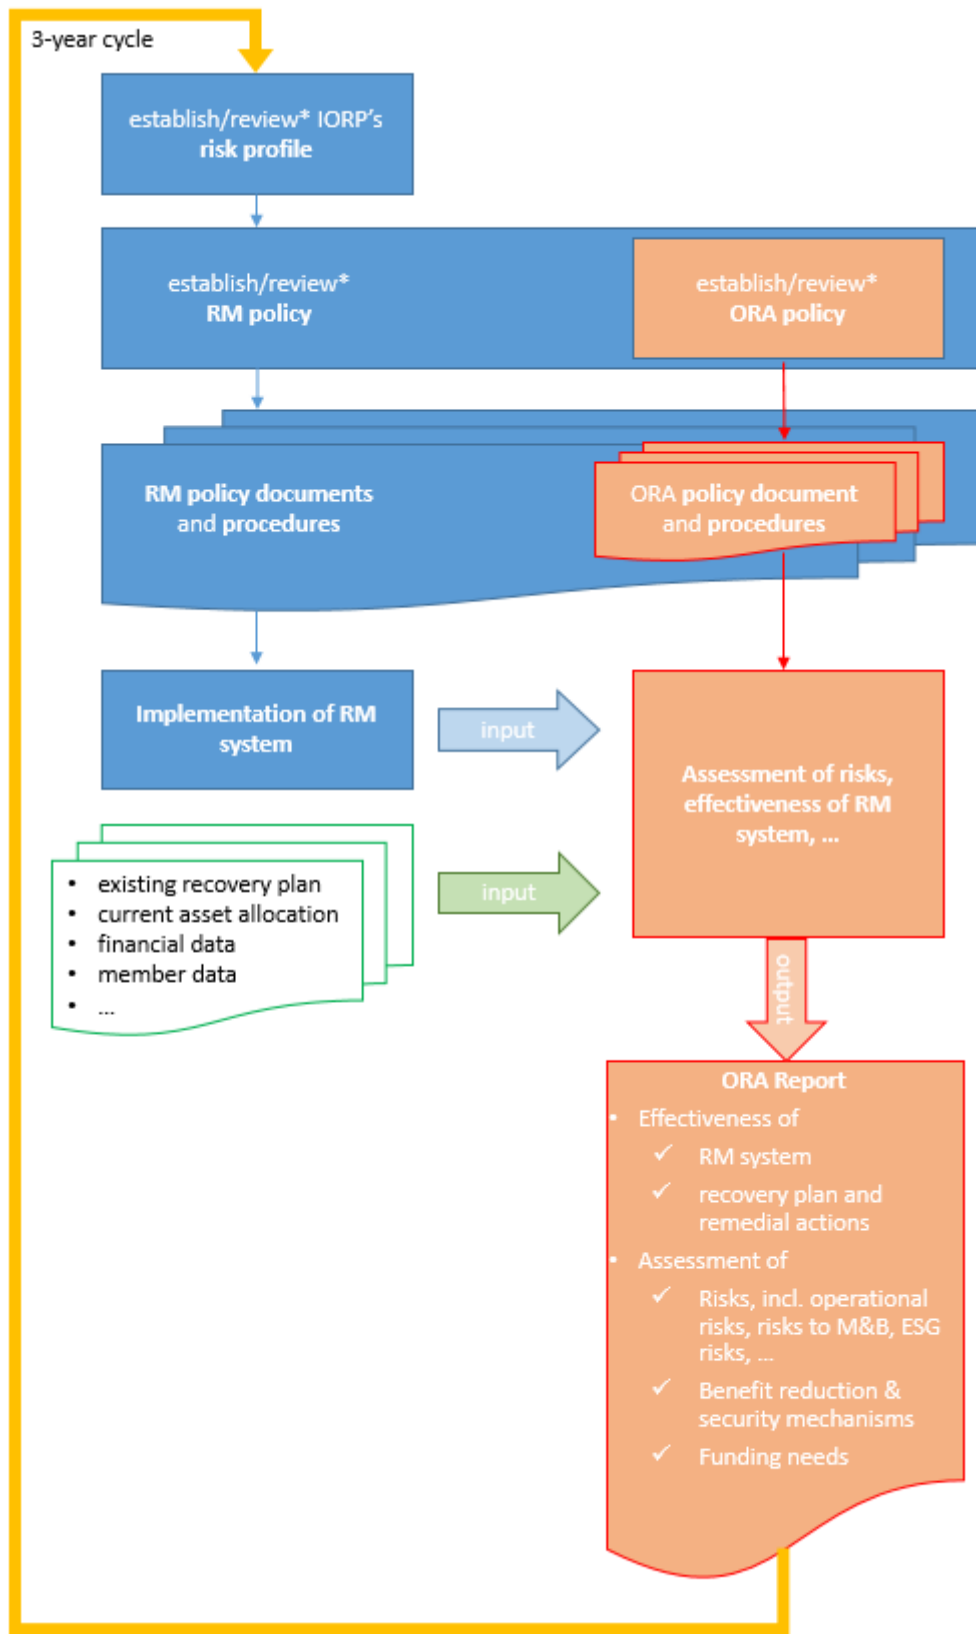 3-year cycle
establish/review* IORP's
risk profile
establish/review*
RM policy
establish/review*
ORA policy
RM policy documents
and procedures
ORA policy document
and procedures
Implementation of RM
system
input
Assessment of risks,
effectiveness of RM
system, ...
• existing recovery plan
• current asset allocation
• financial data
• member data
• ...
input
output
ORA Report
• Effectiveness of
✓ RM system
✓ recovery plan and
remedial actions
• Assessment of
✓ Risks, incl. operational
risks, risks to M&B, ESG
risks, ...
✓ Benefit reduction &
security mechanisms
✓ Funding needs